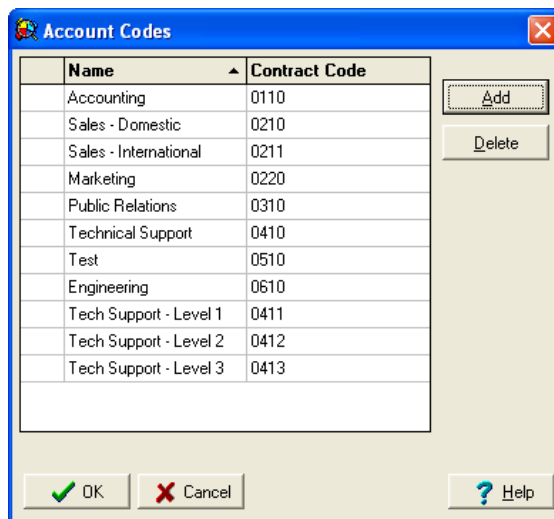 Account Codes
Name Contract Code
Accounting 0110
Sales - Domestic 0210
Sales - International 0211
Marketing 0220
Public Relations 0310
Technical Support 0410
Test 0510
Engineering 0610
Tech Support - Level 1 0411
Tech Support - Level 2 0412
Tech Support - Level 3 0413
Add
Delete
OK Cancel ? Help